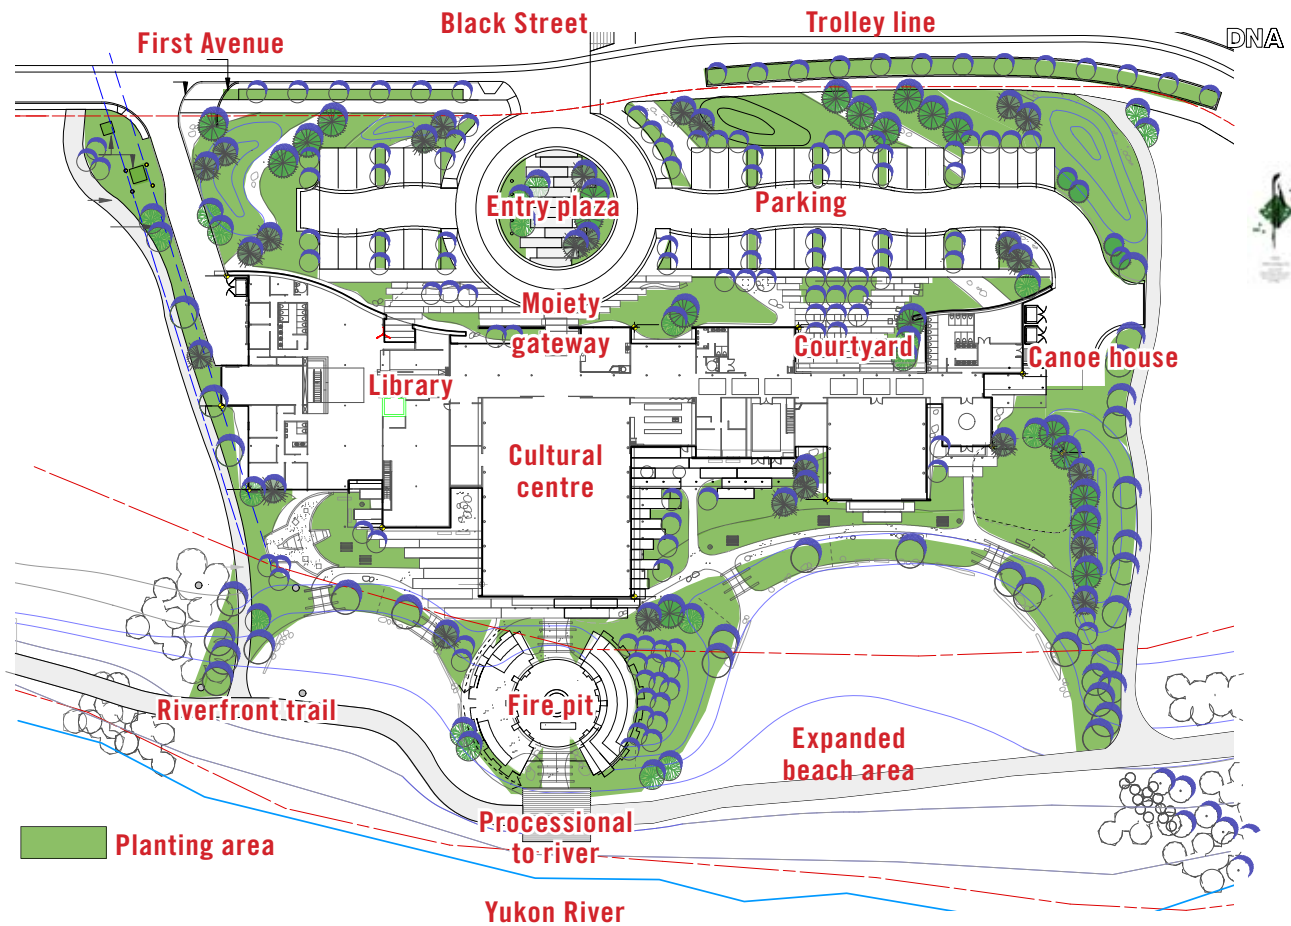 Black Street
Trolley line
First Avenue
DNA
Entry plaza
Parking
Moiety
gateway
Courtyard
Canoe house
Library
Cultural
centre
Riverfront trail
Fire pit
Expanded
beach area
Processional
to river
Planting area
Yukon River